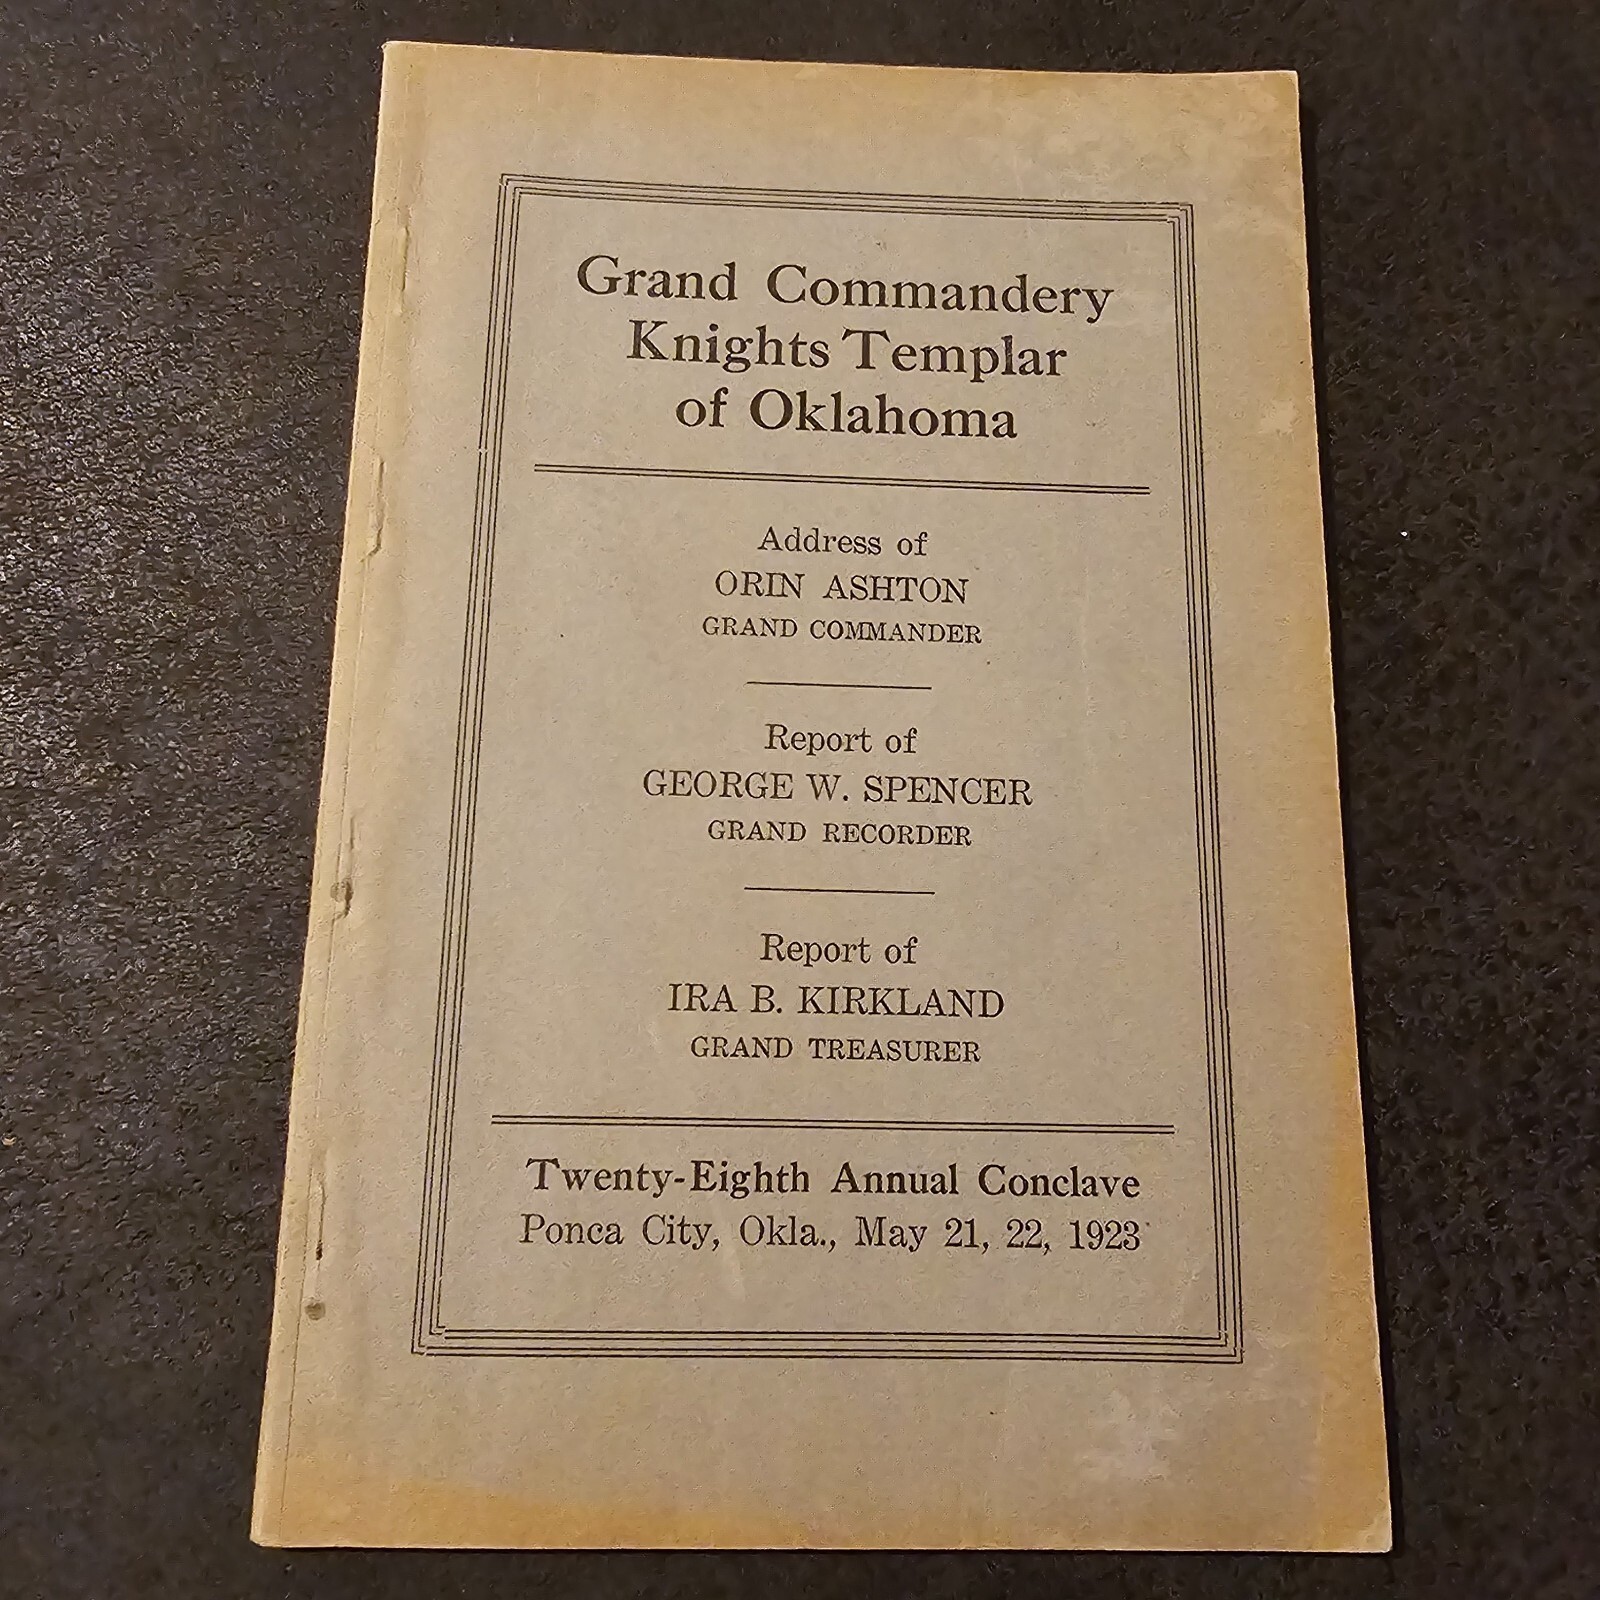 Grand Commandery
Knights Templar
of Oklahoma
Address of
ORIN ASHTON
GRAND COMMANDER
Report of
GEORGE W. SPENCER
GRAND RECORDER
Report of
IRA B. KIRKLAND
GRAND TREASURER
Twenty-Eighth Annual Conclave
Ponca City, Okla., May 21, 22, 1923